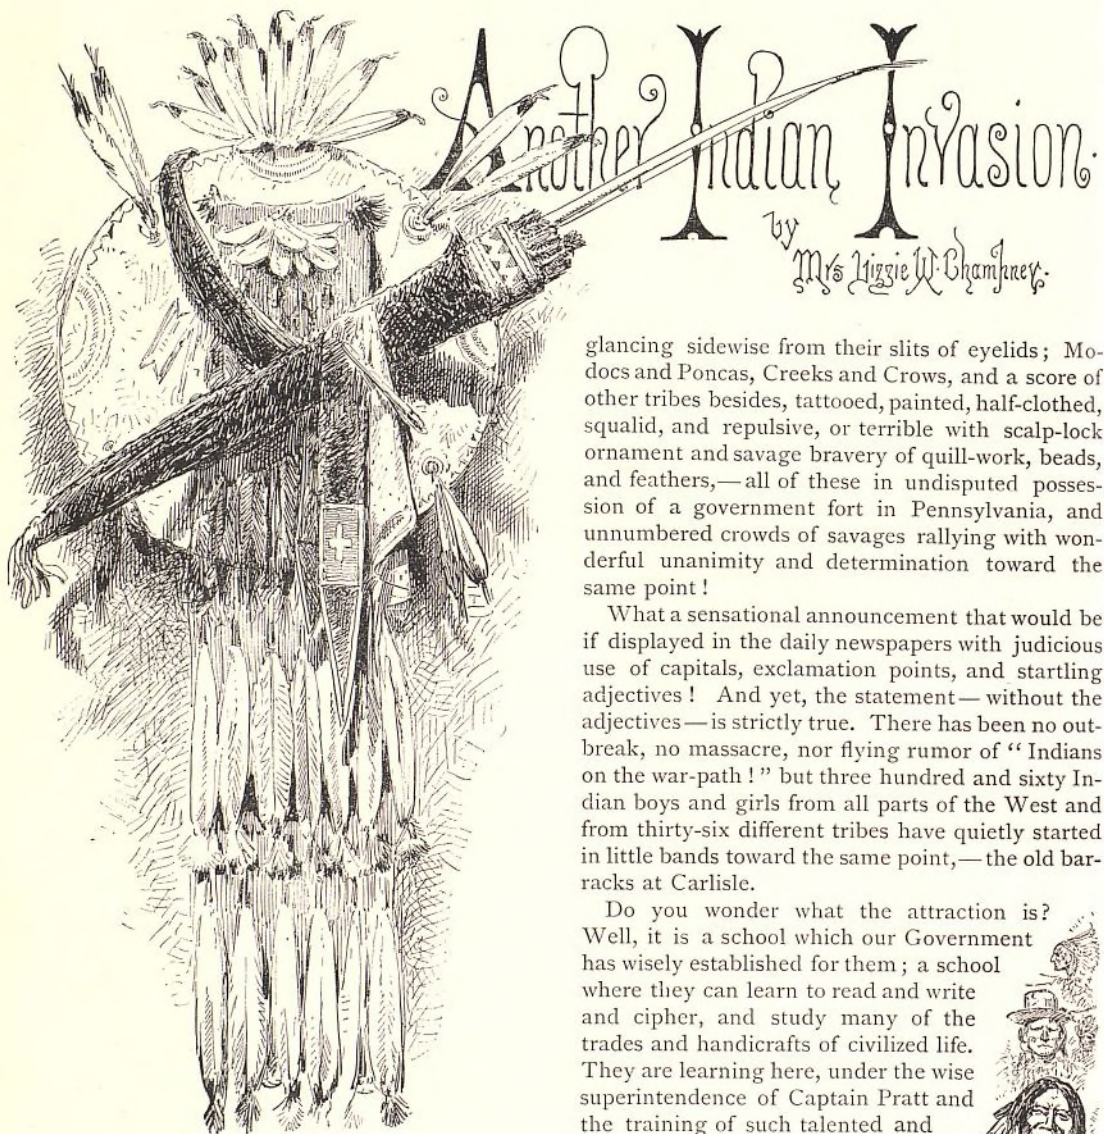 Another Indian Invasion.
by
Mrs Lizzie W. Champney.
glancing sidewise from their slits of eyelids; Mo-
docs and Poncas, Creeks and Crows, and a score of
other tribes besides, tattooed, painted, half-clothed,
squalid, and repulsive, or terrible with scalp-lock
ornament and savage bravery of quill-work, beads,
and feathers,—all of these in undisputed posses-
sion of a government fort in Pennsylvania, and
unnumbered crowds of savages rallying with won-
derful unanimity and determination toward the
same point!
What a sensational announcement that would be
if displayed in the daily newspapers with judicious
use of capitals, exclamation points, and startling
adjectives! And yet, the statement—without the
adjectives—is strictly true. There has been no out-
break, no massacre, nor flying rumor of “Indians
on the war-path!” but three hundred and sixty In-
dian boys and girls from all parts of the West and
from thirty-six different tribes have quietly started
in little bands toward the same point,—the old bar-
racks at Carlisle.
Do you wonder what the attraction is?
Well, it is a school which our Government
has wisely established for them; a school
where they can learn to read and write
and cipher, and study many of the
trades and handicrafts of civilized life.
They are learning here, under the wise
superintendence of Captain Pratt and
the training of such talented and